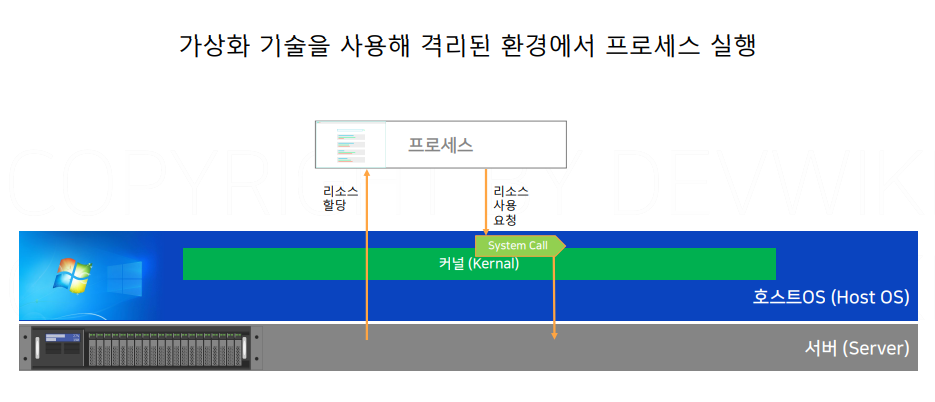 가상화 기술을 사용해 격리된 환경에서 프로세스 실행
프로세스
리소스
할당
리소스
사용
요청
COPYRIGHT BY DEVWIKI
System Call
커널 (Kernal)
호스트OS (Host OS)
서버 (Server)